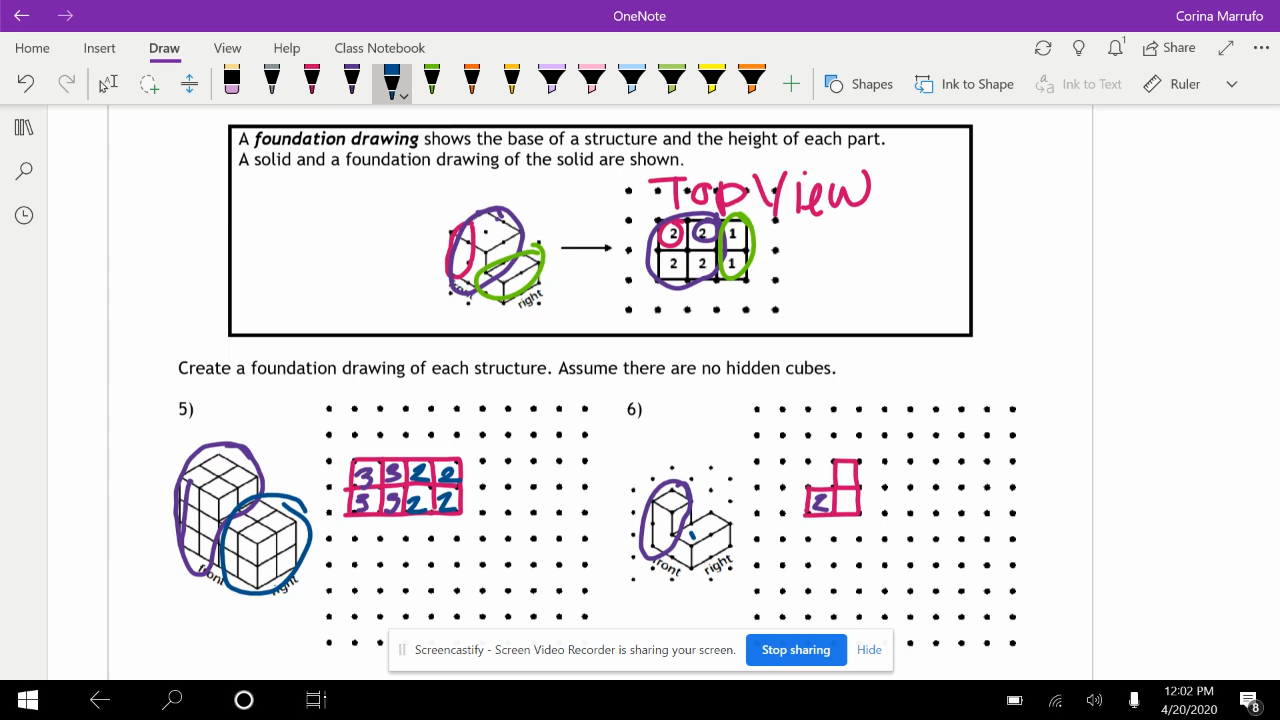 OneNote
Corina Marrufo
Home Insert Draw View Help Class Notebook
1
Share
Shapes Ink to Shape Ink to Text Ruler
A foundation drawing shows the base of a structure and the height of each part.
A solid and a foundation drawing of the solid are shown.
Top View
2 2 1
2 2 1
front right
Create a foundation drawing of each structure. Assume there are no hidden cubes.
5)
3 3 2 2
3 3 2 2
front right
6)
2
front right
Screencastify - Screen Video Recorder is sharing your screen.
Stop sharing
Hide
12:02 PM
4/20/2020
8